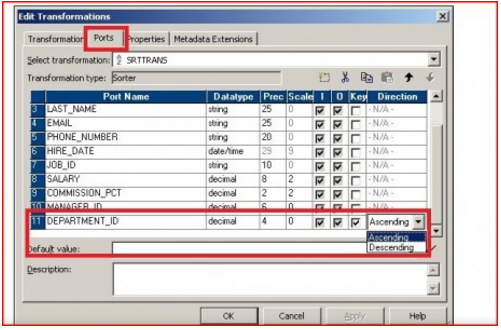 Edit Transformations
Transformation Ports Properties Metadata Extensions
Select transformation: SRTTRANS
Transformation type: Sorter
Port Name Datatype Prec Scale I O Key Direction
3 LAST_NAME string 25 0 - N/A -
4 EMAIL string 25 0 - N/A -
5 PHONE_NUMBER string 20 0 - N/A -
6 HIRE_DATE date/time 29 9 - N/A -
7 JOB_ID string 10 0 - N/A -
8 SALARY decimal 8 2 - N/A -
9 COMMISSION_PCT decimal 2 2 - N/A -
10 MANAGER_ID decimal 6 0 - N/A -
11 DEPARTMENT_ID decimal 4 0 Ascending
Ascending
Descending
Default value:
Description:
OK Cancel Apply Help